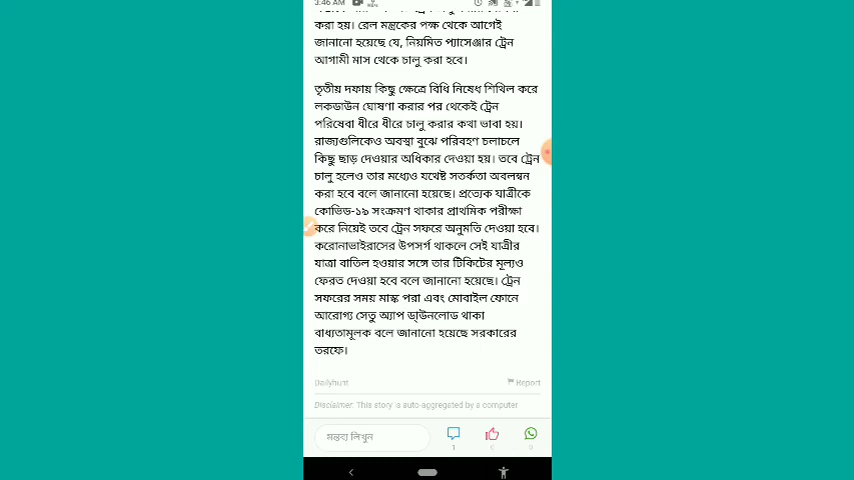 3:46 AM
করা হয়। রেল মন্ত্রকের পক্ষ থেকে আগেই
জানানো হয়েছে যে, নিয়মিত প্যাসেঞ্জার ট্রেন
আগামী মাস থেকে চালু করা হবে।
তৃতীয় দফায় কিছু ক্ষেত্রে বিধি নিষেধ শিথিল করে
লকডাউন ঘোষণা করার পর থেকেই ট্রেন
পরিষেবা ধীরে ধীরে চালু করার কথা ভাবা হয়।
রাজ্যগুলিকেও অবস্থা বুঝে পরিবহণ চলাচলে
কিছু ছাড় দেওয়ার অধিকার দেওয়া হয়। তবে ট্রেন
চালু হলেও তার মধ্যেও যথেষ্ট সতর্কতা অবলম্বন
করা হবে বলে জানানো হয়েছে। প্রত্যেক যাত্রীকে
কোভিড-১৯ সংক্রমণ থাকার প্রাথমিক পরীক্ষা
করে নিয়েই তবে ট্রেন সফরে অনুমতি দেওয়া হবে।
করোনাভাইরাসের উপসর্গ থাকলে সেই যাত্রীর
যাত্রা বাতিল হওয়ার সঙ্গে তার টিকিটের মূল্যও
ফেরত দেওয়া হবে বলে জানানো হয়েছে। ট্রেন
সফরের সময় মাস্ক পরা এবং মোবাইল ফোনে
আরোগ্য সেতু অ্যাপ ডা়উনলোড থাকা
বাধ্যতামূলক বলে জানানো হয়েছে সরকারের
তরফে।
Dailyhunt
Report
Disclaimer: This story is auto-aggregated by a computer
মন্তব্য লিখুন
1